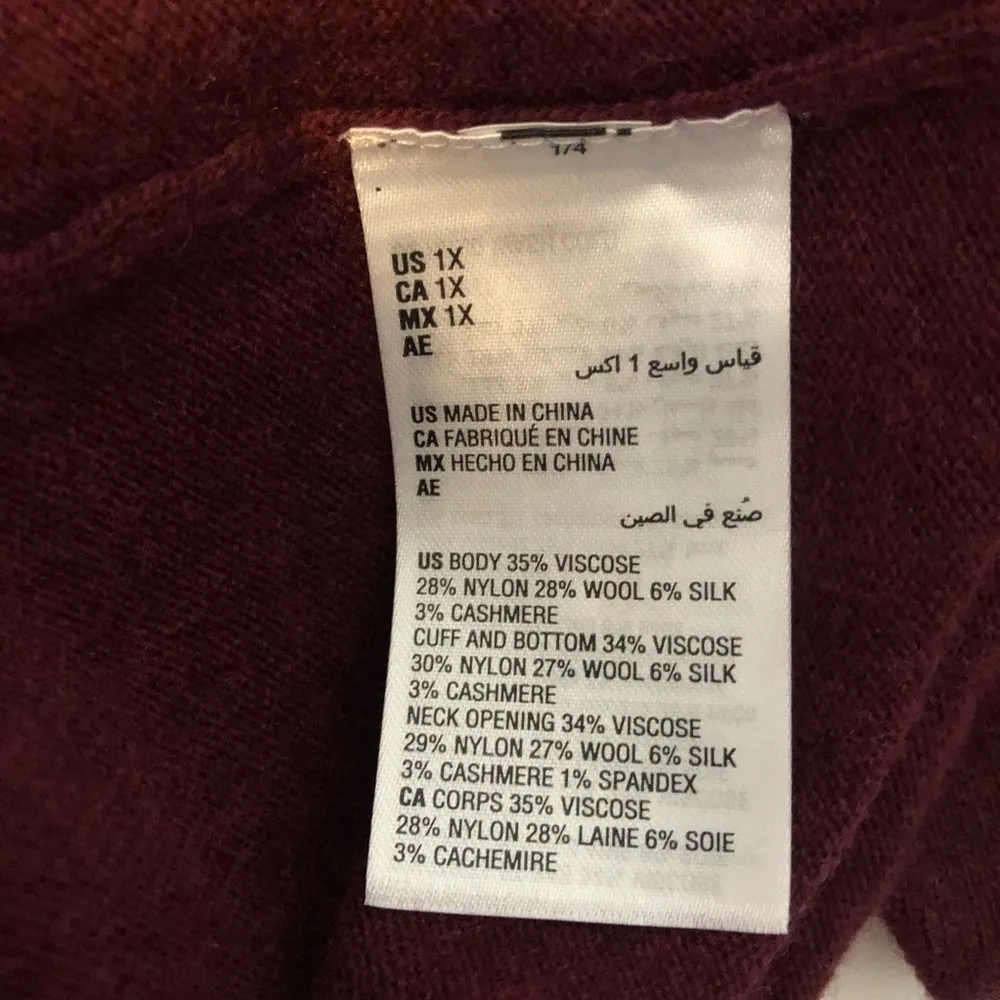 1/4
US 1X
CA 1X
MX 1X
AE
قياس واسع 1 اكس
US MADE IN CHINA
CA FABRIQUÉ EN CHINE
MX HECHO EN CHINA
AE
صُنع في الصين
US BODY 35% VISCOSE
28% NYLON 28% WOOL 6% SILK
3% CASHMERE
CUFF AND BOTTOM 34% VISCOSE
30% NYLON 27% WOOL 6% SILK
3% CASHMERE
NECK OPENING 34% VISCOSE
29% NYLON 27% WOOL 6% SILK
3% CASHMERE 1% SPANDEX
CA CORPS 35% VISCOSE
28% NYLON 28% LAINE 6% SOIE
3% CACHEMIRE